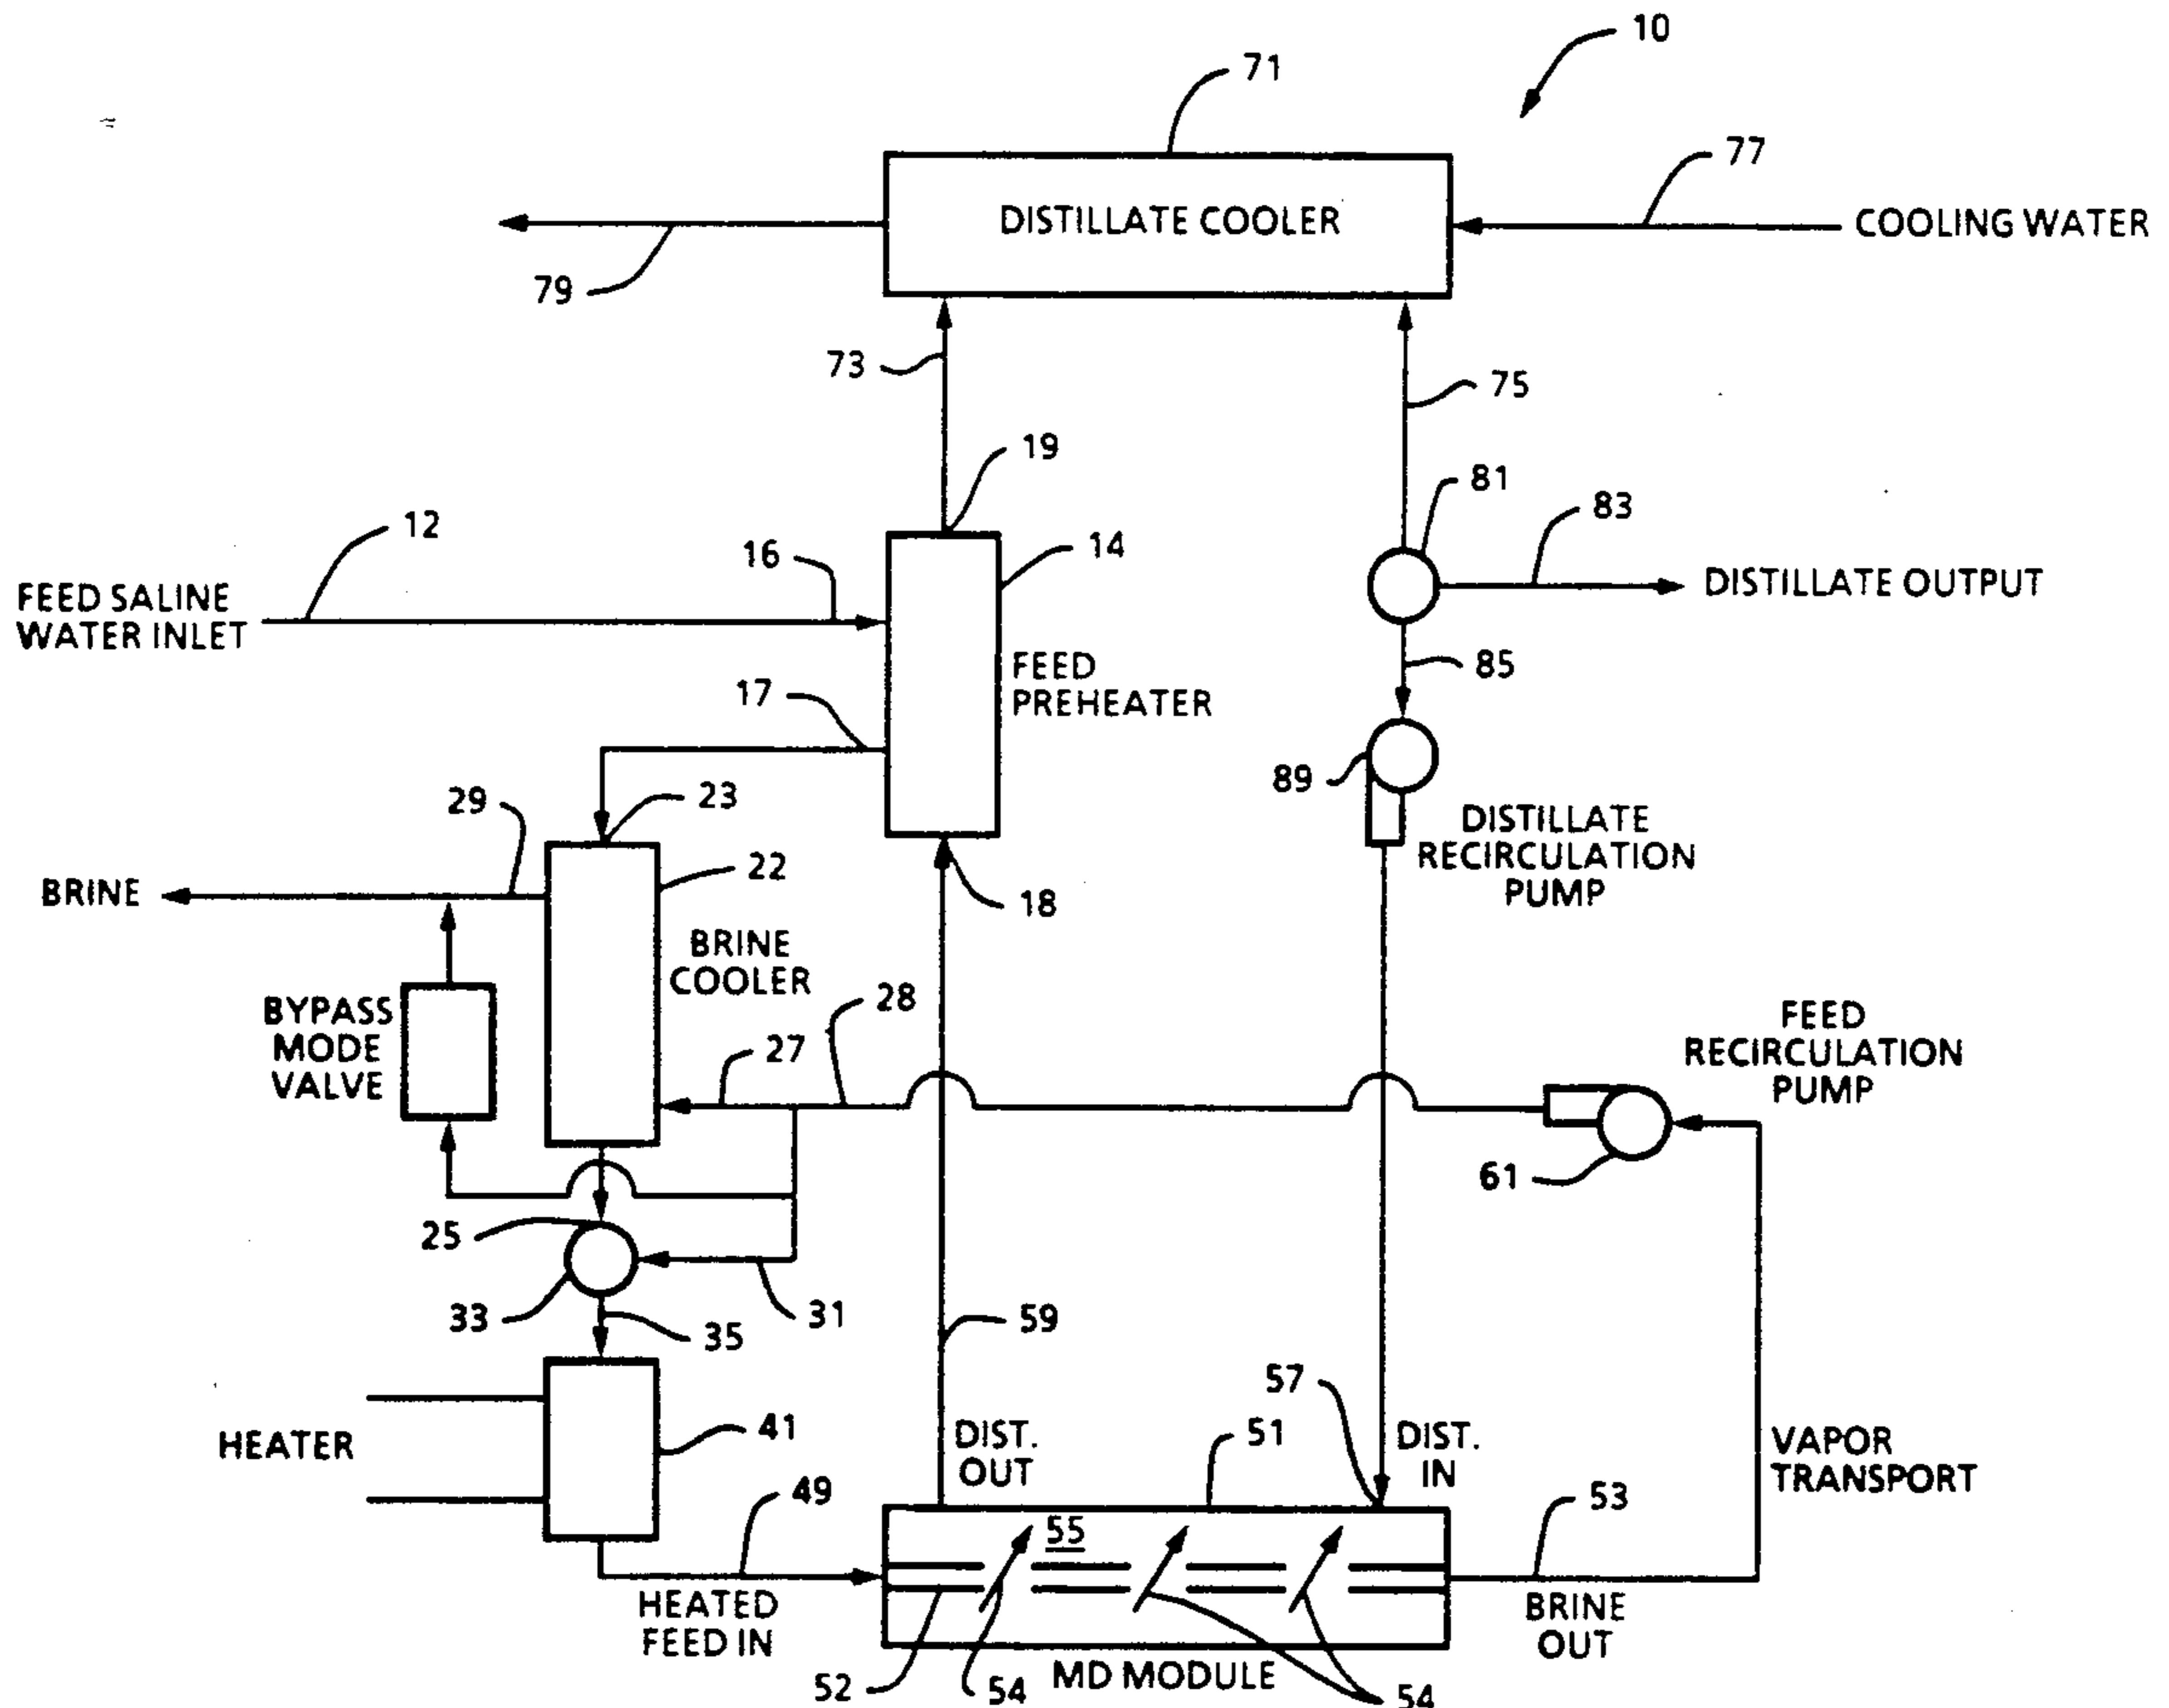 10
71
77
DISTILLATE COOLER
COOLING WATER
79
73
75
19
81
83
12
16
14
FEED SALINE
WATER INLET
DISTILLATE OUTPUT
FEED
PREHEATER
85
17
89
29
23
DISTILLATE
RECIRCULATION
PUMP
22
BRINE
18
BRINE
COOLER
BYPASS
MODE
VALVE
28
27
FEED
RECIRCULATION
PUMP
61
25
33
35
31
59
57
HEATER
41
DIST.
OUT
51
DIST.
IN
VAPOR
TRANSPORT
49
55
53
HEATED
FEED IN
BRINE
OUT
52
54
MD MODULE
54